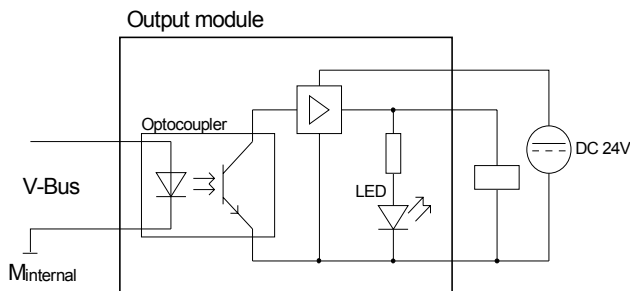 Output module
Optocoupler
DC 24V
V-Bus
LED
Minternal